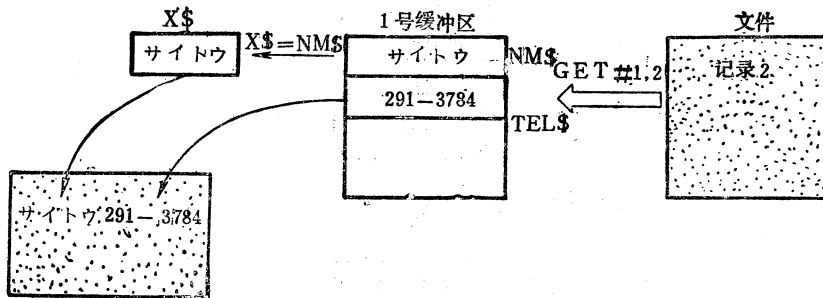 X$
1号缓冲区
文件
サイトウ
X$=NM$
サイトウ
NM$
GET #1,2
记录2
291-3784
TEL$
サイトウ 291-3784